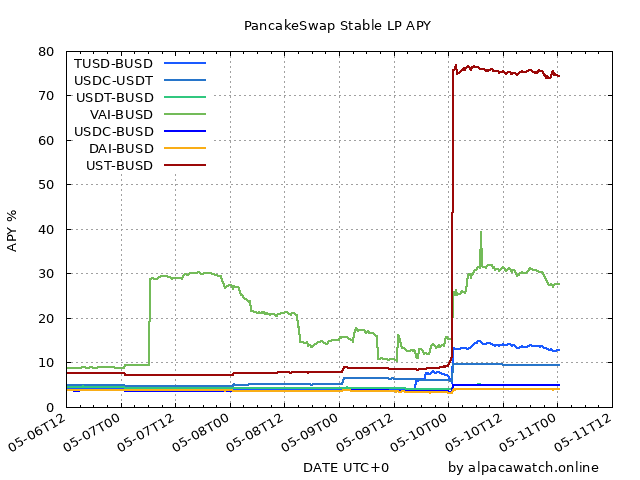 PancakeSwap Stable LP APY
80
70
60
50
40
30
20
10
0
APY %
TUSD-BUSD
USDC-USDT
USDT-BUSD
VAI-BUSD
USDC-BUSD
DAI-BUSD
UST-BUSD
05-06T12
05-07T00
05-07T12
05-08T00
05-08T12
05-09T00
05-09T12
05-10T00
05-10T12
05-11T00
05-11T12
DATE UTC+0
by alpacawatch.online